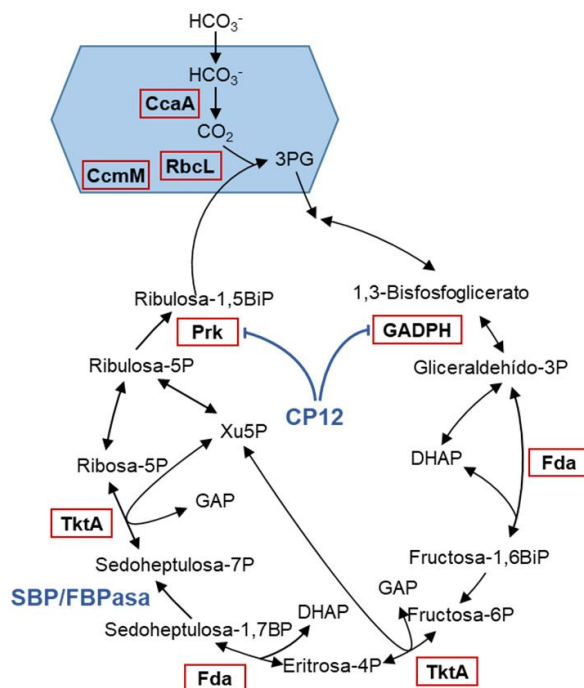 HCO₃⁻
HCO₃⁻
CcaA
CO₂
RbcL
3PG
CcmM
Ribulosa-1,5BiP
1,3-Bisfosfoglicerato
Prk
GADPH
Ribulosa-5P
Gliceraldehído-3P
CP12
Xu5P
DHAP
Fda
Ribosa-5P
GAP
TktA
Sedoheptulosa-7P
Fructosa-1,6BiP
SBP/FBPasa
GAP
DHAP
Fructosa-6P
Sedoheptulosa-1,7BP
Eritrosa-4P
Fda
TktA